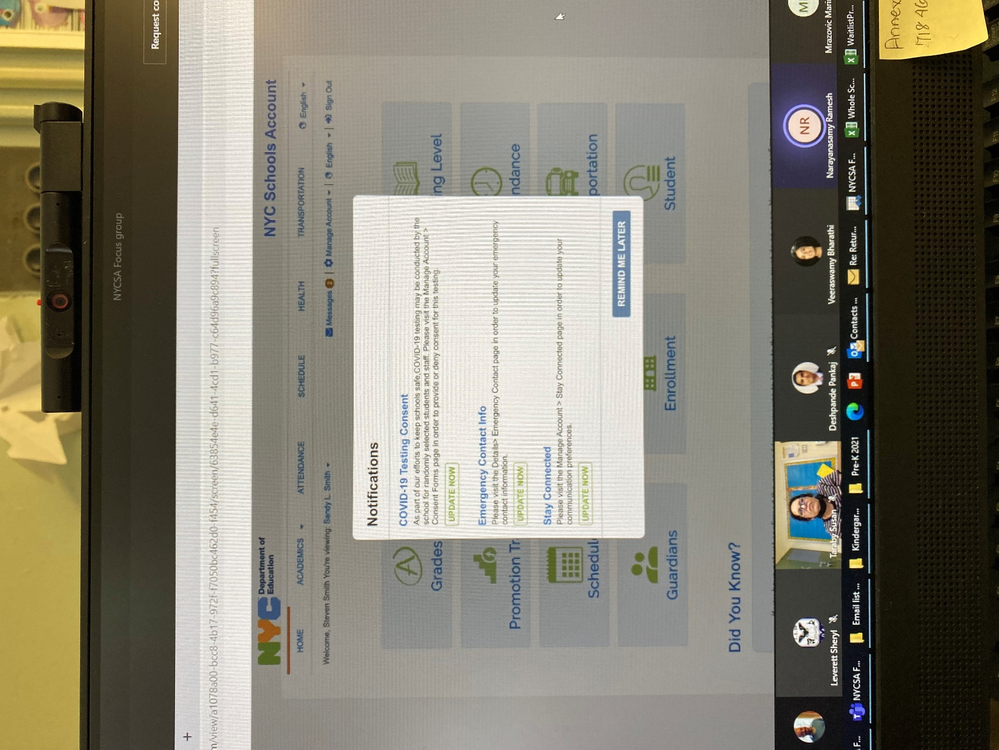 NYCSA Focus group
Request co
+
n/view/a1078a00-bcc8-4b17-972f-f7050bc462d0-f454/screen/63854e4e-d641-4cd1-b977-c64d96a9c894?fullscreen
NYC Department of Education
NYC Schools Account
HOME ACADEMICS ATTENDANCE SCHEDULE HEALTH TRANSPORTATION English
Welcome, Steven Smith You're viewing: Sandy L. Smith Messages 2 | Manage Account | English | Sign Out
Notifications
COVID-19 Testing Consent
As part of our efforts to keep schools safe,COVID-19 testing may be conducted by the
school for randomly selected students and staff. Please visit the Manage Account >
Consent Forms page in order to provide or deny consent for this testing.
UPDATE NOW
Emergency Contact Info
Please visit the Details> Emergency Contact page in order to update your emergency
contact information.
UPDATE NOW
Stay Connected
Please visit the Manage Account > Stay Connected page in order to update your
communication preferences.
UPDATE NOW
REMIND ME LATER
Grades
ing Level
Promotion Tr
ndance
Schedul
portation
Guardians
Enrollment
Student
Did You Know?
M
NR
Leverett Sheryl
Taraby Susan
Deshpande Pankaj
Veeraswamy Bharathi
Narayanasamy Ramesh
Mrazovic Mari
F...
NYCSA F...
Email list ...
Kindergar...
Pre-K 2021
Contacts ...
Re: Retur...
NYCSA F...
Whole Sc...
WaitlistPr...
Annex
718 46